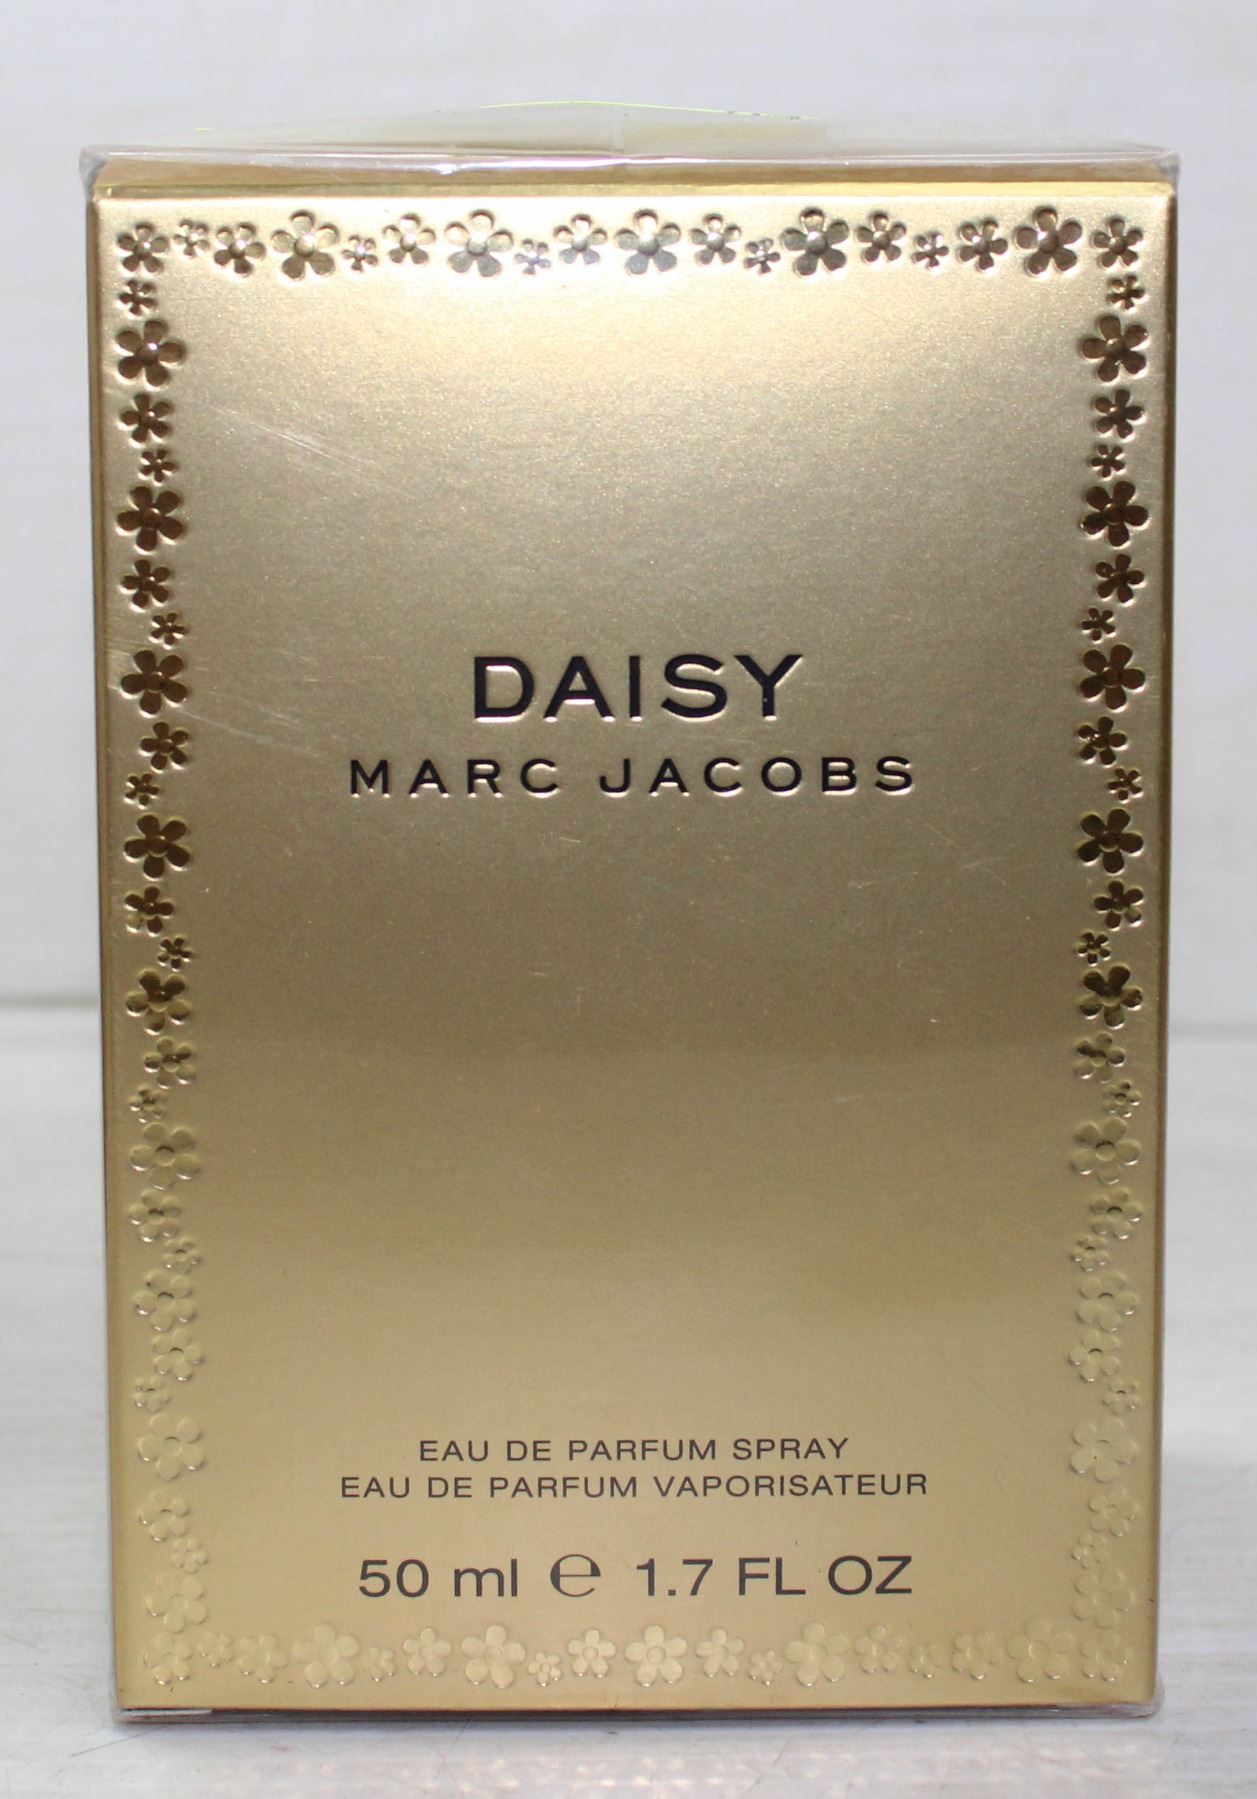 DAISY
MARC JACOBS
EAU DE PARFUM SPRAY
EAU DE PARFUM VAPORISATEUR
50 ml ℮ 1.7 FL OZ